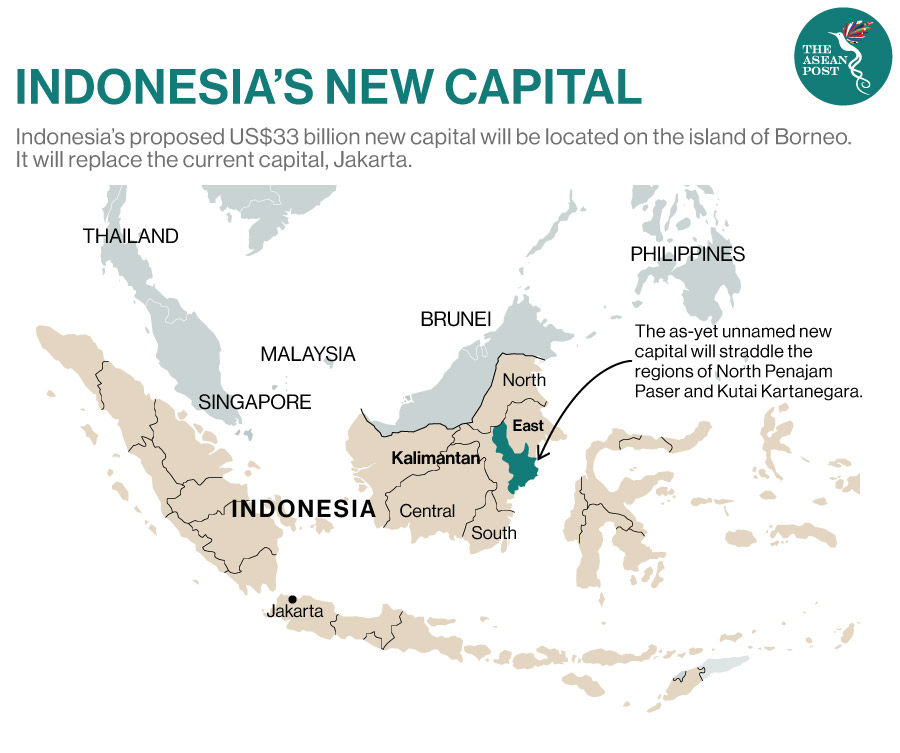 THE
ASEAN
POST
INDONESIA'S NEW CAPITAL
Indonesia's proposed US$33 billion new capital will be located on the island of Borneo.
It will replace the current capital, Jakarta.
THAILAND
PHILIPPINES
BRUNEI
The as-yet unnamed new
capital will straddle the
regions of North Penajam
Paser and Kutai Kartanegara.
MALAYSIA
North
SINGAPORE
East
Kalimantan
INDONESIA
Central
South
Jakarta